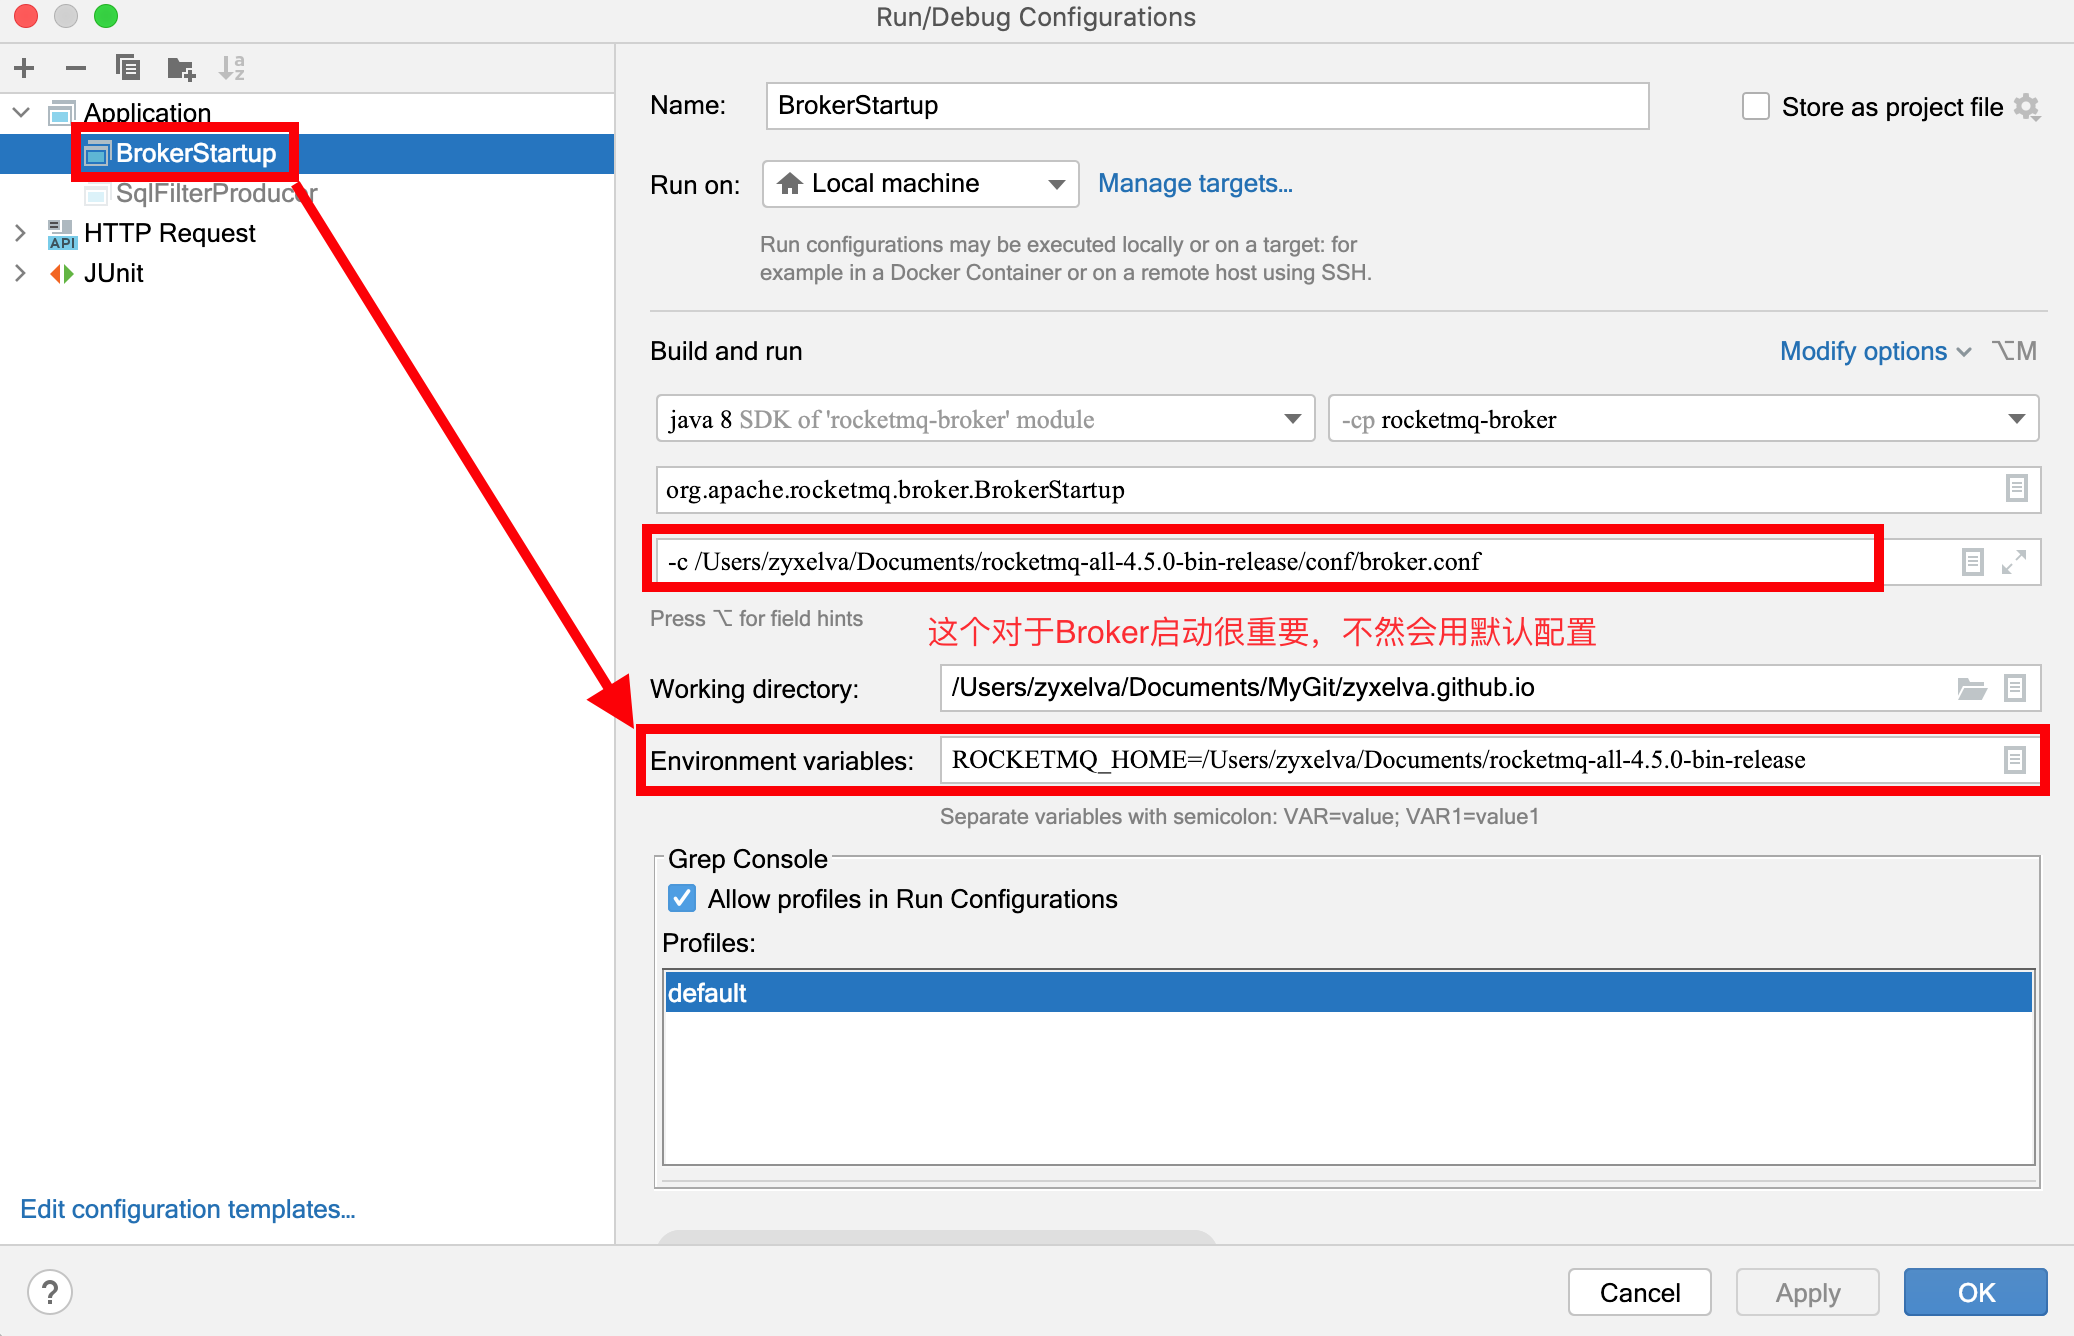 Run/Debug Configurations
Application
BrokerStartup
SqlFilterProducer
API
HTTP Request
JUnit
Edit configuration templates...
Name:
BrokerStartup
Store as project file
Run on:
Local machine
Manage targets...
Run configurations may be executed locally or on a target: for
example in a Docker Container or on a remote host using SSH.
Build and run
Modify options
⌥M
java 8 SDK of 'rocketmq-broker' module
-cp rocketmq-broker
org.apache.rocketmq.broker.BrokerStartup
-c /Users/zyxelva/Documents/rocketmq-all-4.5.0-bin-release/conf/broker.conf
Press ⌥ for field hints
这个对于Broker启动很重要，不然会用默认配置
Working directory:
/Users/zyxelva/Documents/MyGit/zyxelva.github.io
Environment variables:
ROCKETMQ_HOME=/Users/zyxelva/Documents/rocketmq-all-4.5.0-bin-release
Separate variables with semicolon: VAR=value; VAR1=value1
Grep Console
Allow profiles in Run Configurations
Profiles:
default
?
Cancel
Apply
OK